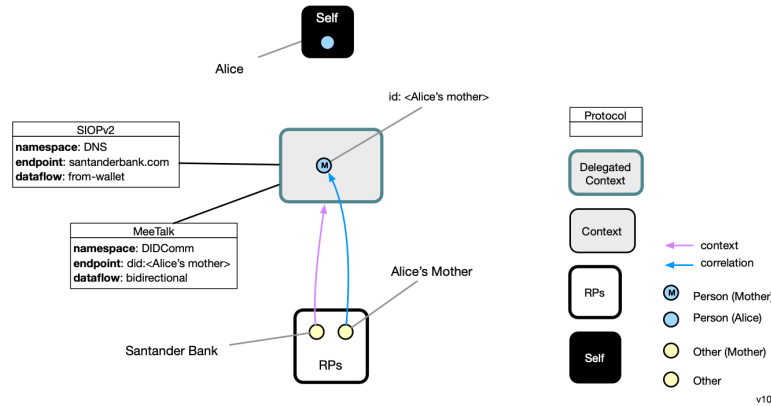 Self
Alice
id: <Alice's mother>
SIOPv2
namespace: DNS
endpoint: santanderbank.com
dataflow: from-wallet
M
MeeTalk
namespace: DIDComm
endpoint: did:<Alice's mother>
dataflow: bidirectional
Alice's Mother
Santander Bank
RPs
Protocol
Delegated
Context
Context
context
correlation
RPs
M Person (Mother)
Person (Alice)
Self
Other (Mother)
Other
v10